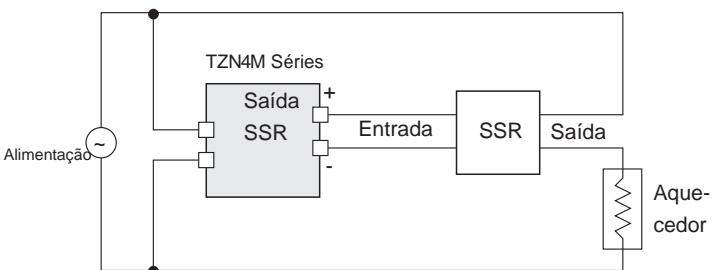 TZN4M Séries
+
Saída
SSR
Entrada
SSR
Saída
Alimentação
~
-
Aque-
cedor